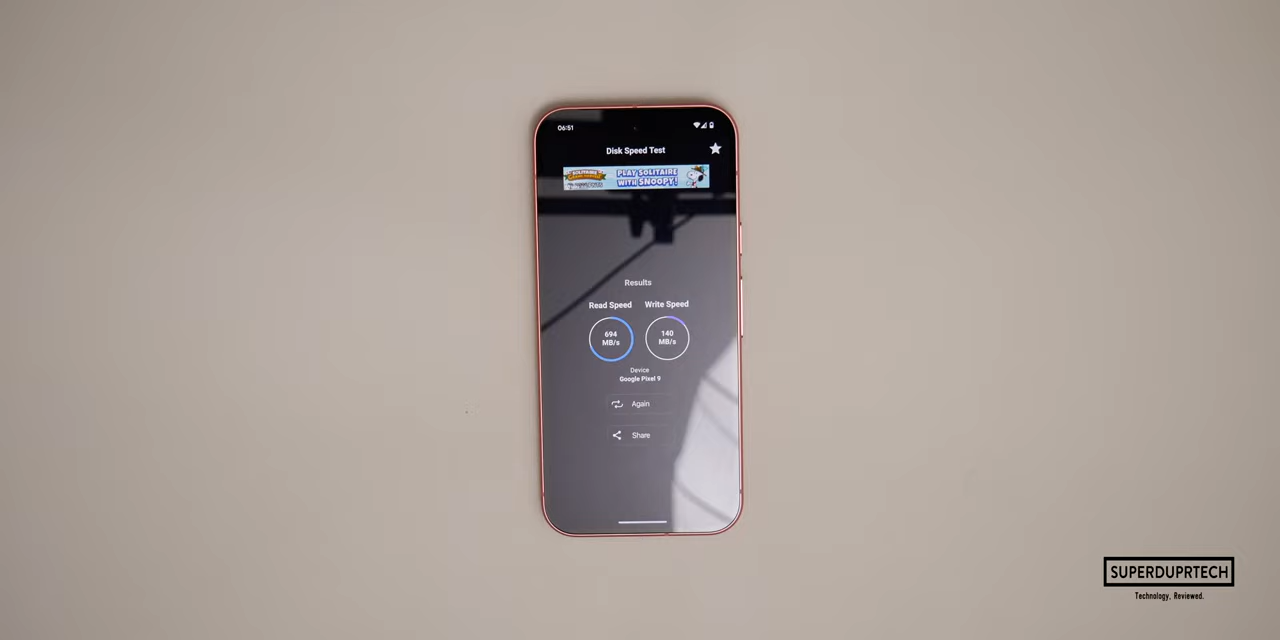 06:51
Disk Speed Test
SOLITAIRE
PLAY SOLITAIRE
WITH SNOOPY!
Results
Read Speed Write Speed
694 MB/s
140 MB/s
Device
Google Pixel 9
Again
Share
SUPERDUPRTECH
Technology, Reviewed.